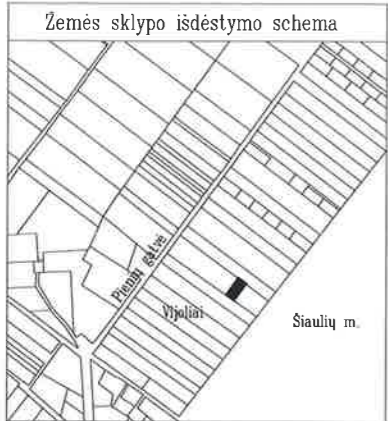 Žemės sklypo išdėstymo schema
Pienių gatvė
Vijoliai
Šiaulių m.